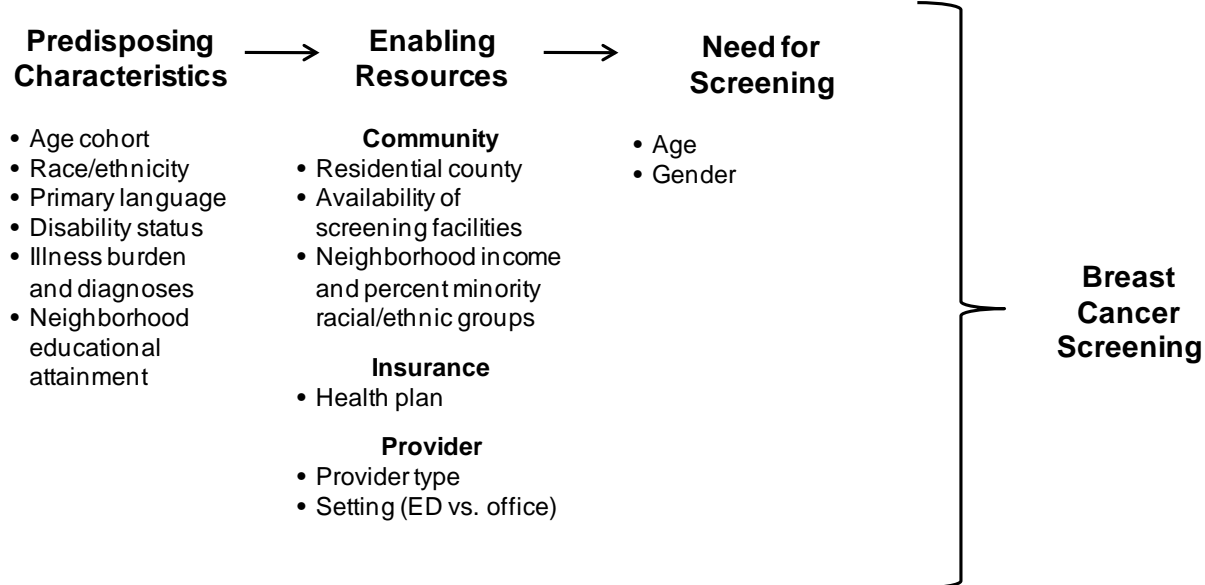 Predisposing
Characteristics
• Age cohort
• Race/ethnicity
• Primary language
• Disability status
• Illness burden
and diagnoses
• Neighborhood
educational
attainment
Enabling
Resources
Community
• Residential county
• Availability of
screening facilities
• Neighborhood income
and percent minority
racial/ethnic groups
Insurance
• Health plan
Provider
• Provider type
• Setting (ED vs. office)
Need for
Screening
• Age
• Gender
Breast
Cancer
Screening